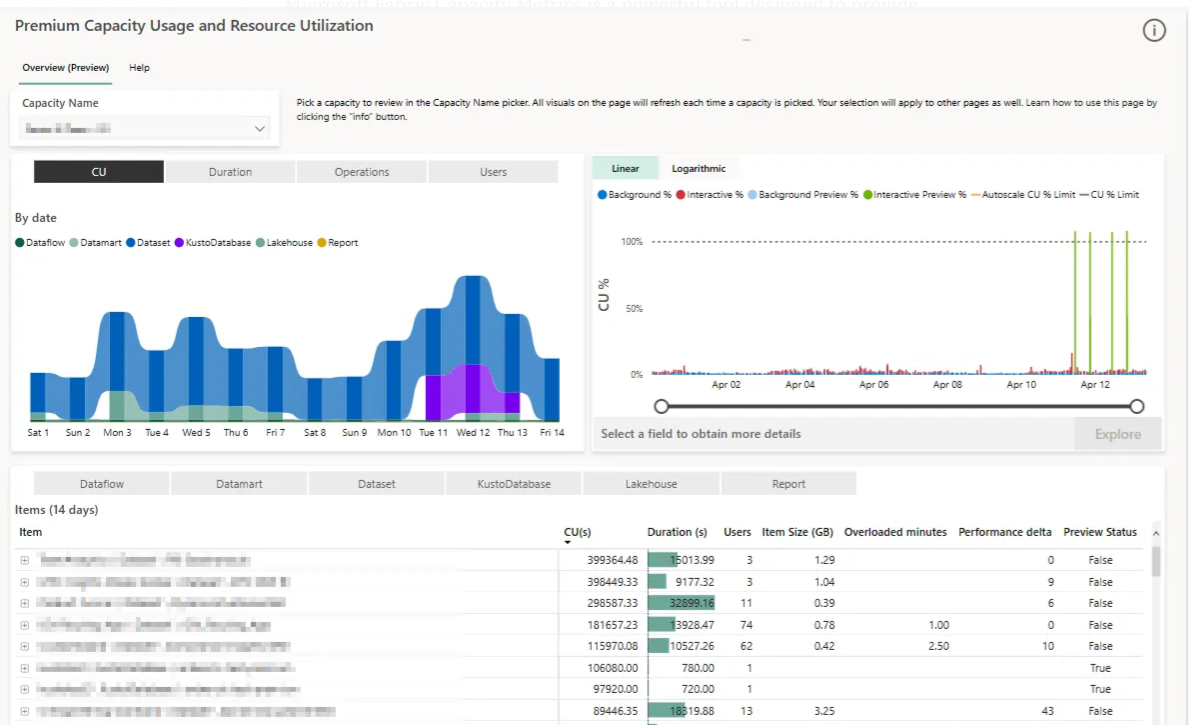 Microsoft Fabric Capacity Metrics is a powerful tool designed to provide
Premium Capacity Usage and Resource Utilization
Overview (Preview) Help
Capacity Name
Pick a capacity to review in the Capacity Name picker. All visuals on the page will refresh each time a capacity is picked. Your selection will apply to other pages as well. Learn how to use this page by
clicking the "info" button.
CU Duration Operations Users
By date
Dataflow Datamart Dataset KustoDatabase Lakehouse Report
Sat 1 Sun 2 Mon 3 Tue 4 Wed 5 Thu 6 Fri 7 Sat 8 Sun 9 Mon 10 Tue 11 Wed 12 Thu 13 Fri 14
Linear Logarithmic
Background % Interactive % Background Preview % Interactive Preview % Autoscale CU % Limit CU % Limit
CU %
100%
50%
0%
Apr 02 Apr 04 Apr 06 Apr 08 Apr 10 Apr 12
Select a field to obtain more details Explore
Dataflow Datamart Dataset KustoDatabase Lakehouse Report
Items (14 days)
Item CU(s) Duration (s) Users Item Size (GB) Overloaded minutes Performance delta Preview Status
399364.48 15013.99 3 1.29 0 False
398449.33 9177.32 3 1.04 9 False
298587.33 32899.16 11 0.39 6 False
181657.23 13928.47 74 0.78 1.00 0 False
115970.08 10527.26 62 0.42 2.50 10 False
106080.00 780.00 1 True
97920.00 720.00 1 True
89446.35 18319.88 13 3.25 43 False